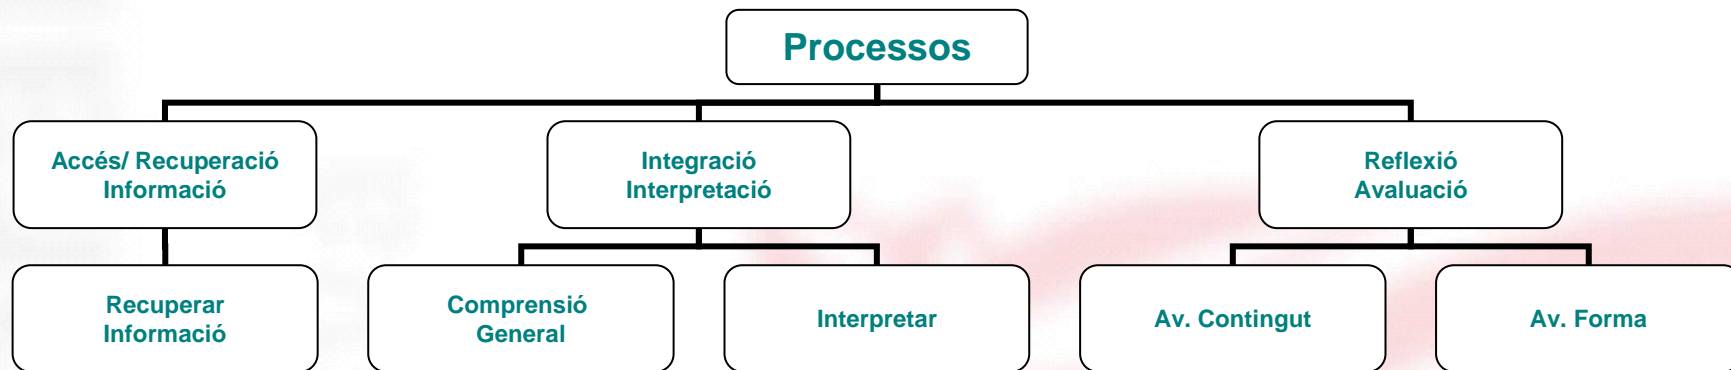 Processos
Accés/ Recuperació
Informació
Integració
Interpretació
Reflexió
Avaluació
Recuperar
Informació
Comprensió
General
Interpretar
Av. Contingut
Av. Forma